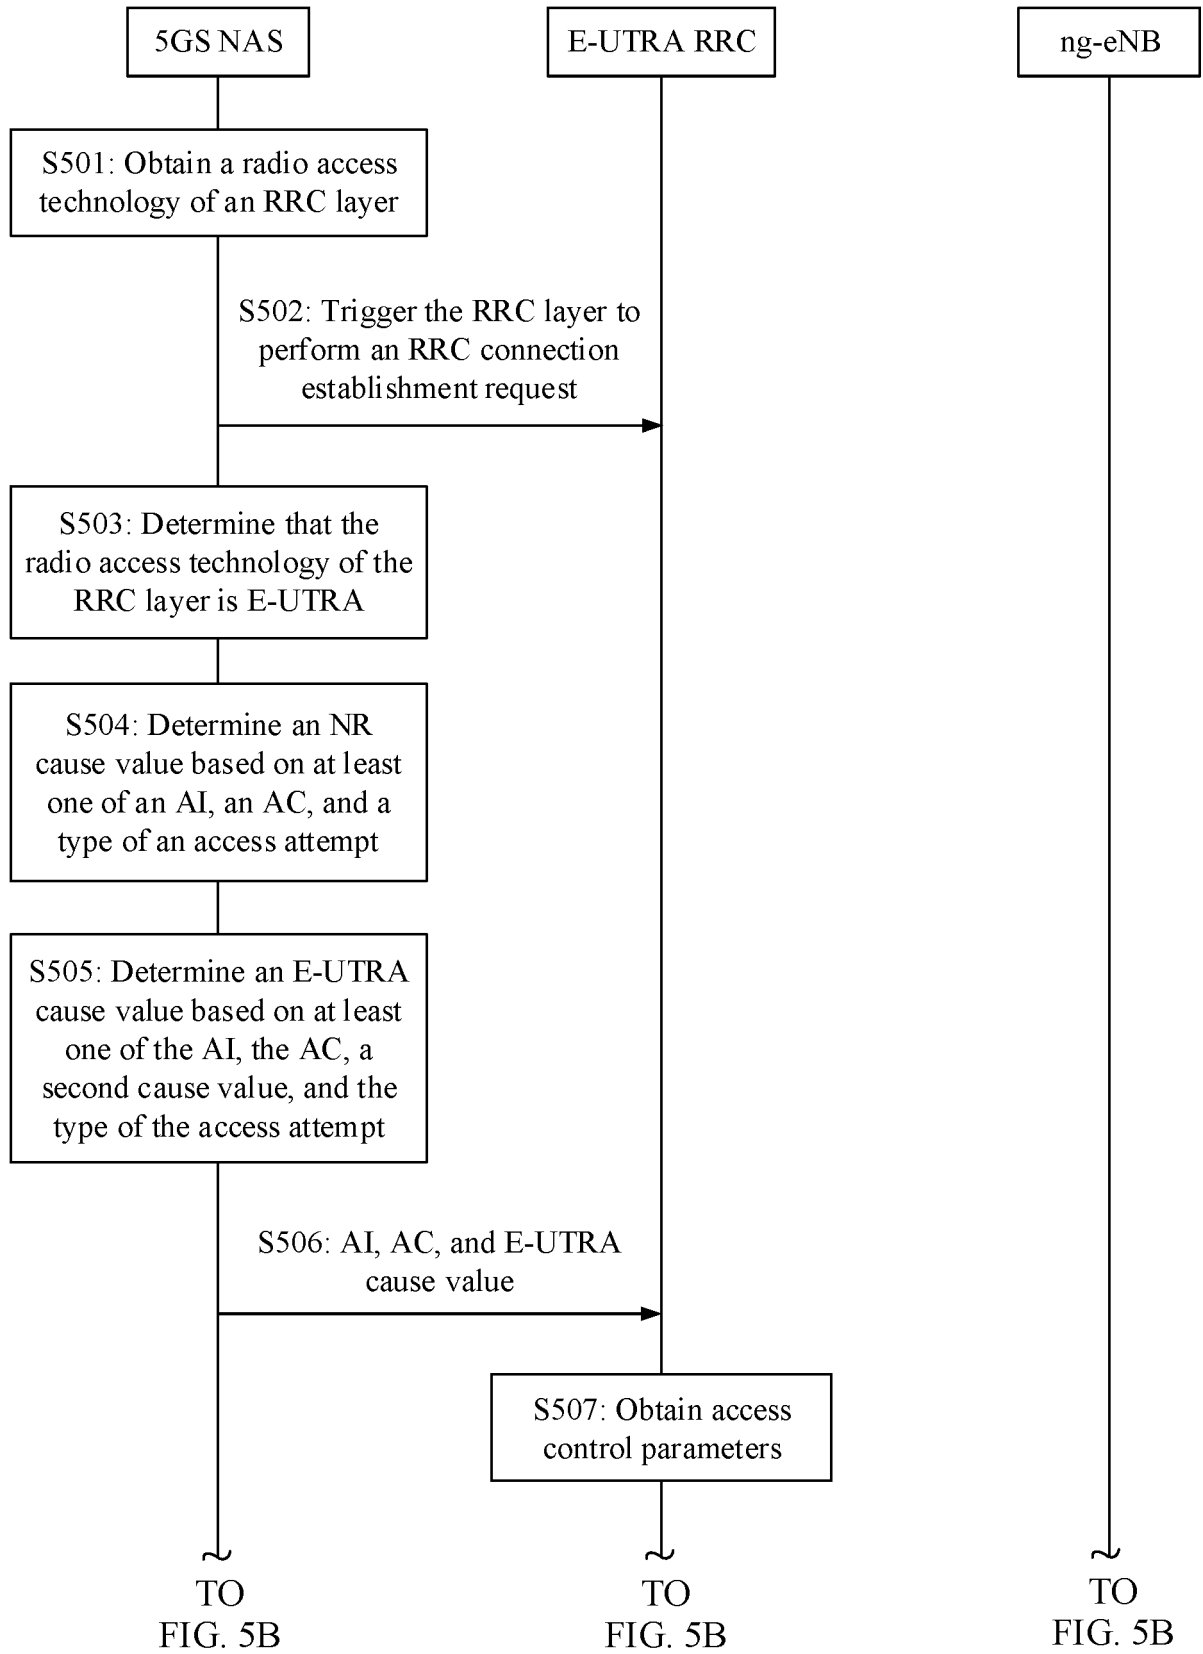 5GS NAS
E-UTRA RRC
ng-eNB
S501: Obtain a radio access
technology of an RRC layer
S502: Trigger the RRC layer to
perform an RRC connection
establishment request
S503: Determine that the
radio access technology of the
RRC layer is E-UTRA
S504: Determine an NR
cause value based on at least
one of an AI, an AC, and a
type of an access attempt
S505: Determine an E-UTRA
cause value based on at least
one of the AI, the AC, a
second cause value, and the
type of the access attempt
S506: AI, AC, and E-UTRA
cause value
S507: Obtain access
control parameters
TO
FIG. 5B
TO
FIG. 5B
TO
FIG. 5B